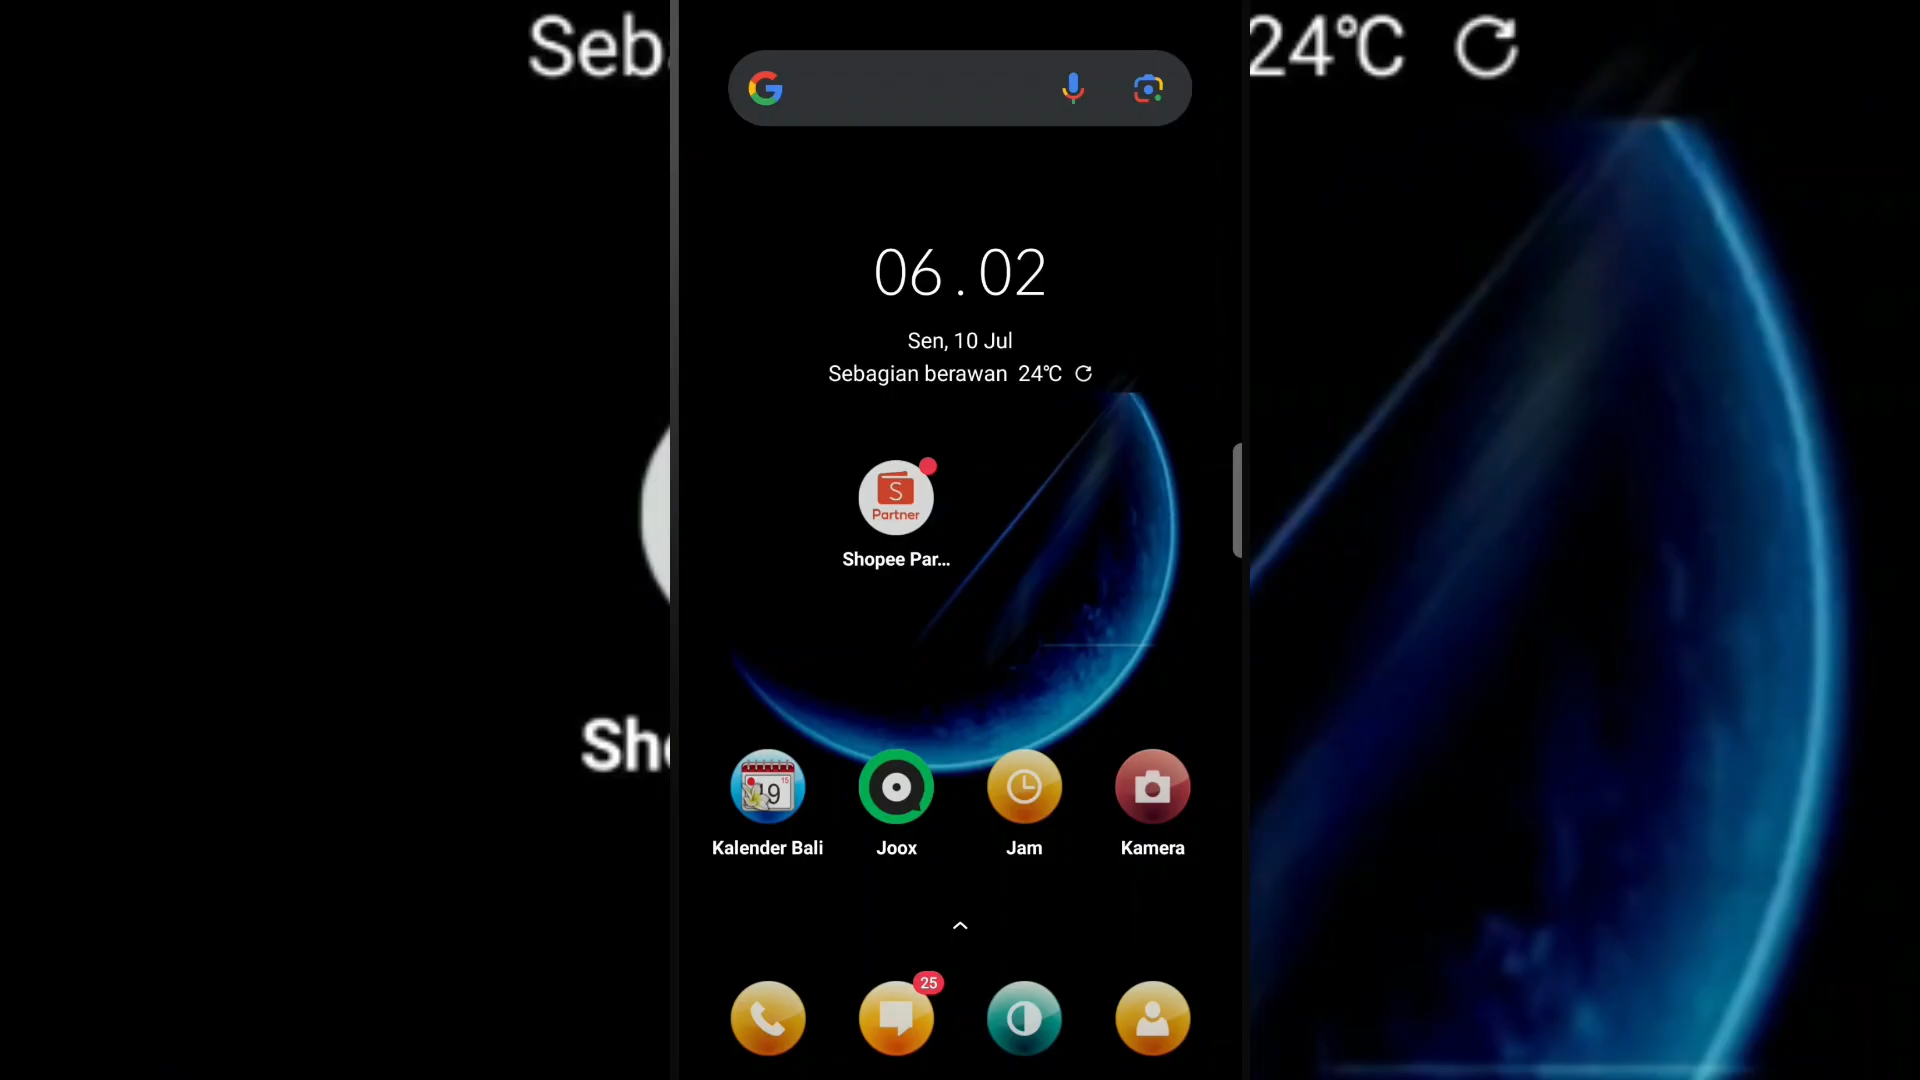 Seb
24℃
06.02
Sen, 10 Jul
Sebagian berawan 24℃
S
Partner
Shopee Par...
Sh
19
15
Kalender Bali
Joox
Jam
Kamera
25